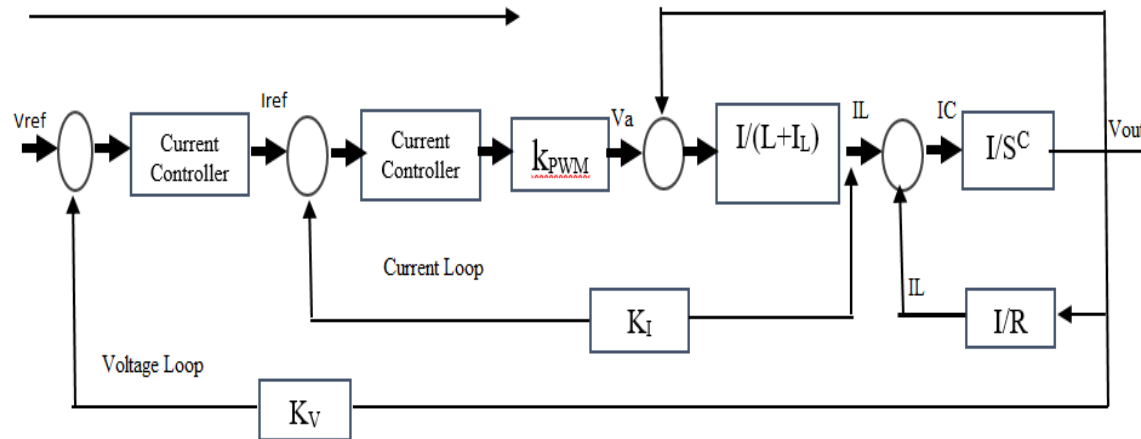 Vref
Current
Controller
Iref
Current
Controller
kPWM
Va
I/(L+IL)
IL
IC
I/S^C
Vout
Current Loop
KI
IL
I/R
Voltage Loop
KV